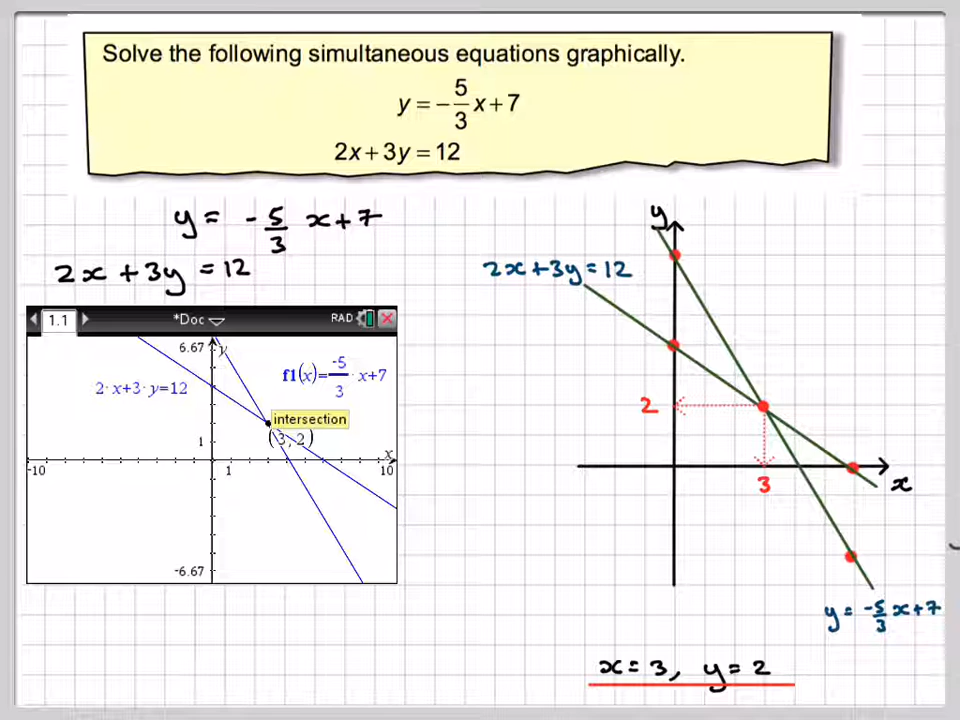 Solve the following simultaneous equations graphically.
y = -5/3 x + 7
2x + 3y = 12
y = -5/3 x + 7
2x + 3y = 12
1.1
*Doc
RAD
6.67
y
f1(x)=-5/3·x+7
2·x+3·y=12
intersection
(3, 2)
1
x
-10
1
10
-6.67
y
2x + 3y = 12
2
3
x
y = -5/3 x + 7
x = 3, y = 2